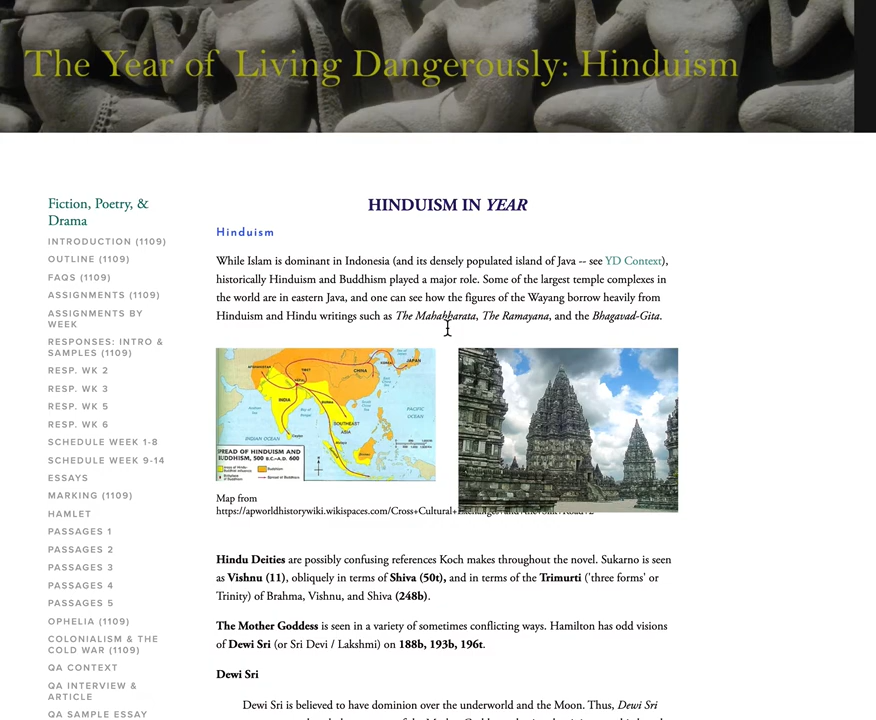 The Year of Living Dangerously: Hinduism
Fiction, Poetry, &
Drama
INTRODUCTION (1109)
OUTLINE (1109)
FAQS (1109)
ASSIGNMENTS (1109)
ASSIGNMENTS BY
WEEK
RESPONSES: INTRO &
SAMPLES (1109)
RESP. WK 2
RESP. WK 3
RESP. WK 5
RESP. WK 6
SCHEDULE WEEK 1-8
SCHEDULE WEEK 9-14
ESSAYS
MARKING (1109)
HAMLET
PASSAGES 1
PASSAGES 2
PASSAGES 3
PASSAGES 4
PASSAGES 5
OPHELIA (1109)
COLONIALISM & THE
COLD WAR (1109)
QA CONTEXT
QA INTERVIEW &
ARTICLE
QA SAMPLE ESSAY
HINDUISM IN YEAR
Hinduism
While Islam is dominant in Indonesia (and its densely populated island of Java -- see YD Context),
historically Hinduism and Buddhism played a major role. Some of the largest temple complexes in
the world are in eastern Java, and one can see how the figures of the Wayang borrow heavily from
Hinduism and Hindu writings such as The Mahabharata, The Ramayana, and the Bhagavad-Gita.
JAPAN
CHINA
INDIA
PACIFIC
OCEAN
SOUTHEAST
ASIA
INDIAN OCEAN
SPREAD OF HINDUISM AND
BUDDHISM, 500 B.C.–A.D. 600
Map from
https://apworldhistorywiki.wikispaces.com/Cross+Cultural+Exchanges+and+the+Silk+Road+2
Hindu Deities are possibly confusing references Koch makes throughout the novel. Sukarno is seen
as Vishnu (11), obliquely in terms of Shiva (50t), and in terms of the Trimurti ('three forms' or
Trinity) of Brahma, Vishnu, and Shiva (248b).
The Mother Goddess is seen in a variety of sometimes conflicting ways. Hamilton has odd visions
of Dewi Sri (or Sri Devi / Lakshmi) on 188b, 193b, 196t.
Dewi Sri
Dewi Sri is believed to have dominion over the underworld and the Moon. Thus, Dewi Sri